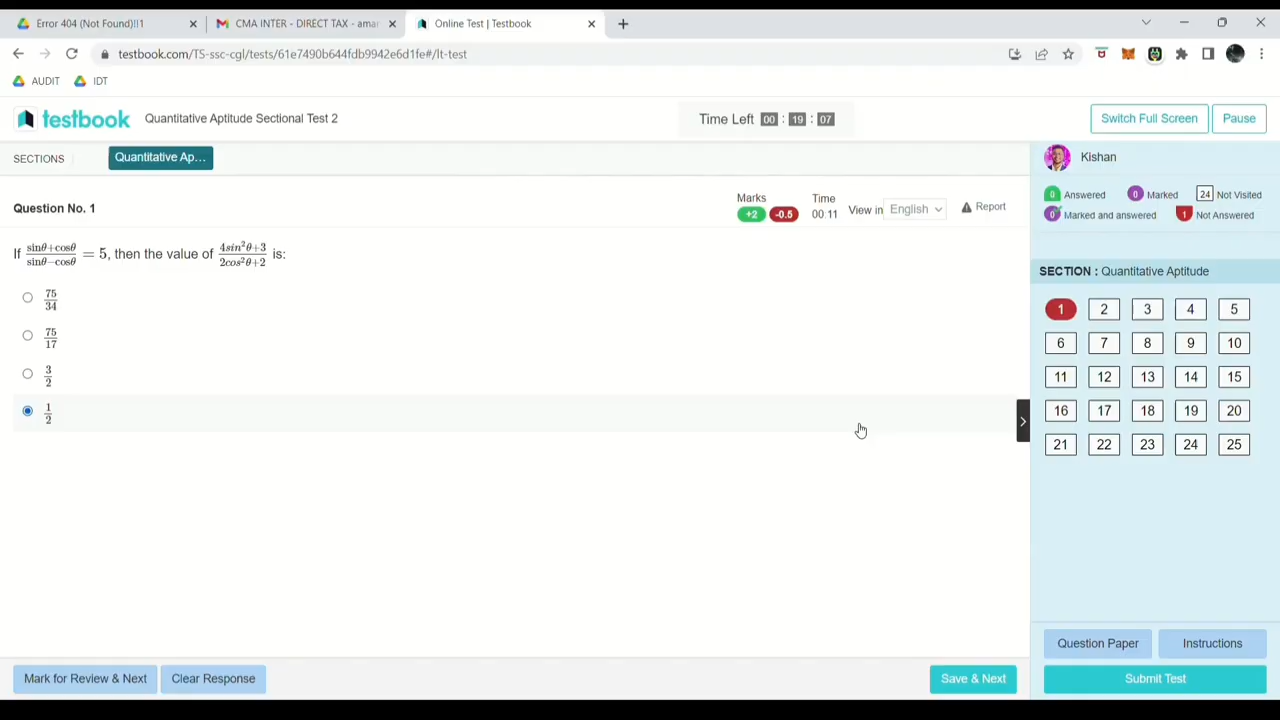 Error 404 (Not Found)!!1
CMA INTER - DIRECT TAX - amar
Online Test | Testbook
testbook.com/TS-ssc-cgl/tests/61e7490b644fdb9942e6d1fe#/lt-test
AUDIT
IDT
testbook
Quantitative Aptitude Sectional Test 2
Time Left 00 : 19 : 07
Switch Full Screen
Pause
SECTIONS
Quantitative Ap...
Kishan
0 Answered
0 Marked
24 Not Visited
0 Marked and answered
1 Not Answered
Question No. 1
Marks
+2 -0.5
Time
00:11
View in English
Report
If (sinθ+cosθ)/(sinθ−cosθ) = 5, then the value of (4sin²θ+3)/(2cos²θ+2) is:
75/34
75/17
3/2
1/2
SECTION : Quantitative Aptitude
1 2 3 4 5
6 7 8 9 10
11 12 13 14 15
16 17 18 19 20
21 22 23 24 25
Question Paper
Instructions
Mark for Review & Next
Clear Response
Save & Next
Submit Test